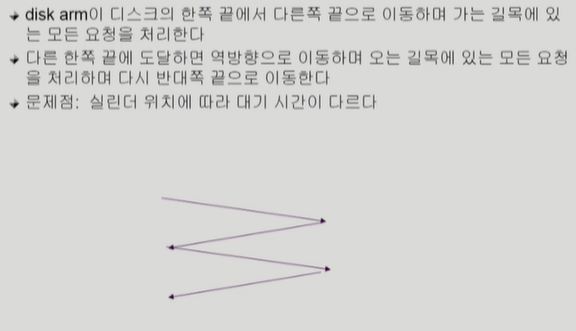 disk arm이 디스크의 한쪽 끝에서 다른쪽 끝으로 이동하며 가는 길목에 있
는 모든 요청을 처리한다
다른 한쪽 끝에 도달하면 역방향으로 이동하며 오는 길목에 있는 모든 요청
을 처리하며 다시 반대쪽 끝으로 이동한다
문제점: 실린더 위치에 따라 대기 시간이 다르다